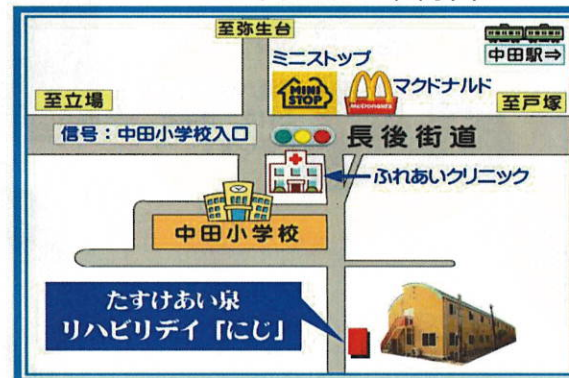 至弥生台
中田駅⇒
ミニストップ
MINI
STOP
マクドナルド
McDonald's
至立場
至戸塚
信号:中田小学校入口
長後街道
ふれあいクリニック
中田小学校
たすけあい泉
リハビリデイ「にじ」